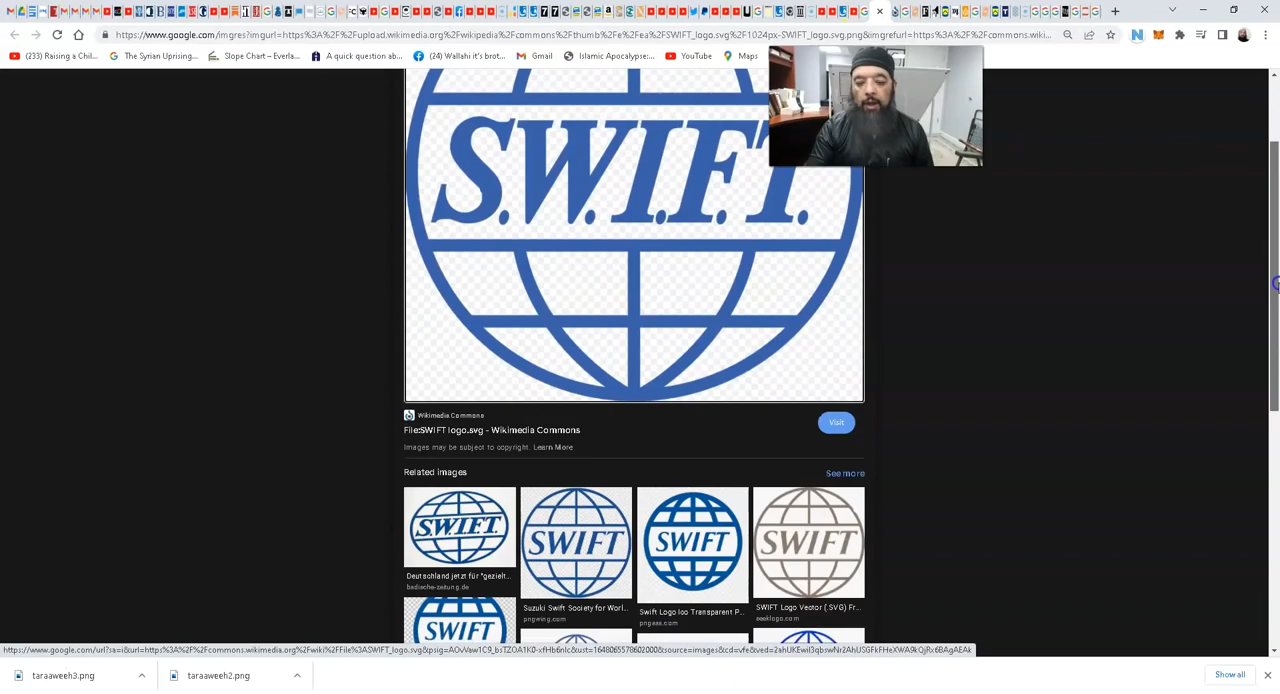 https://www.google.com/imgres?imgurl=https%3A%2F%2Fupload.wikimedia.org%2Fwikipedia%2Fcommons%2Fthumb%2Fe%2Fea%2FSWIFT_logo.svg%2F1024px-SWIFT_logo.svg.png&imgrefurl=https%3A%2F%2Fcommons.wiki...
(233) Raising a Chil... The Syrian Uprising... Slope Chart – Everla... A quick question ab... (24) Wallahi it's brot... Gmail Islamic Apocalypse:... YouTube Maps
S.W.I.F.T.
Wikimedia Commons
File:SWIFT logo.svg - Wikimedia Commons
Visit
Images may be subject to copyright. Learn More
Related images
See more
S.W.I.F.T. SWIFT SWIFT SWIFT
Deutschland jetzt für "gezielt...
badische-zeitung.de
Suzuki Swift Society for Worl...
pngwing.com
Swift Logo Ico Transparent P...
pngeas.com
SWIFT Logo Vector (.SVG) Fr...
seeklogo.com
SWIFT
taraaweeh3.png
taraaweeh2.png
Show all